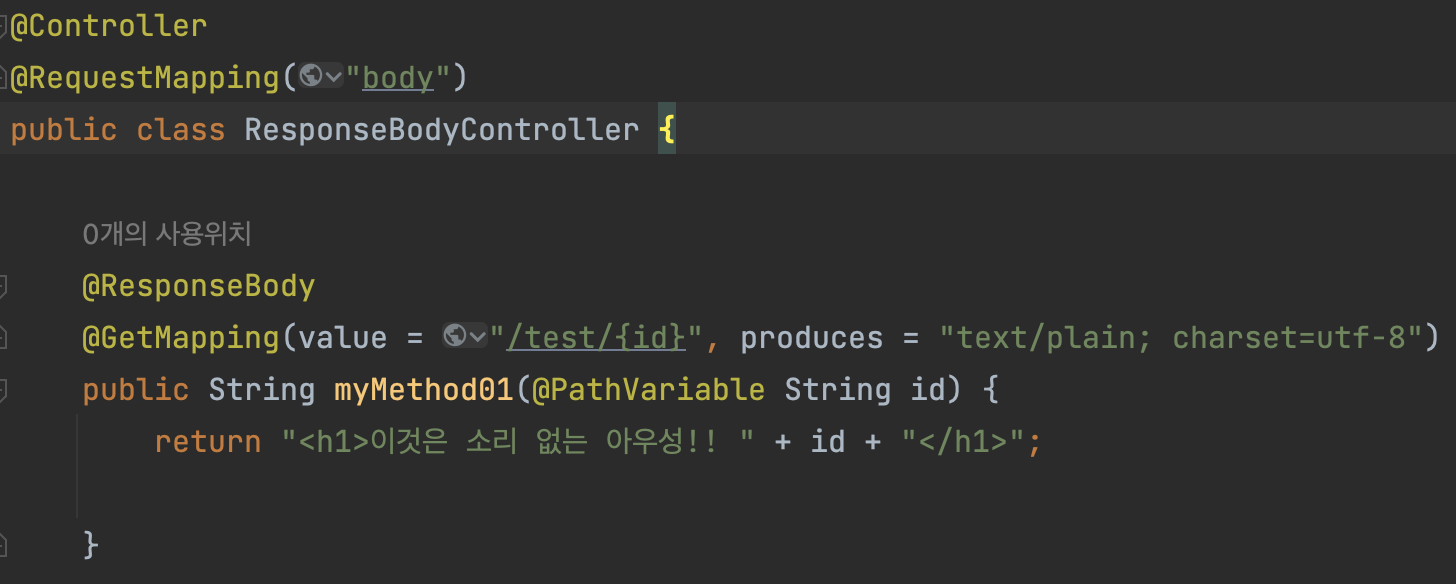 @Controller
@RequestMapping("body")
public class ResponseBodyController {
0개의 사용위치
@ResponseBody
@GetMapping(value = "/test/{id}", produces = "text/plain; charset=utf-8")
public String myMethod01(@PathVariable String id) {
return "<h1>이것은 소리 없는 아우성!! " + id + "</h1>";
}